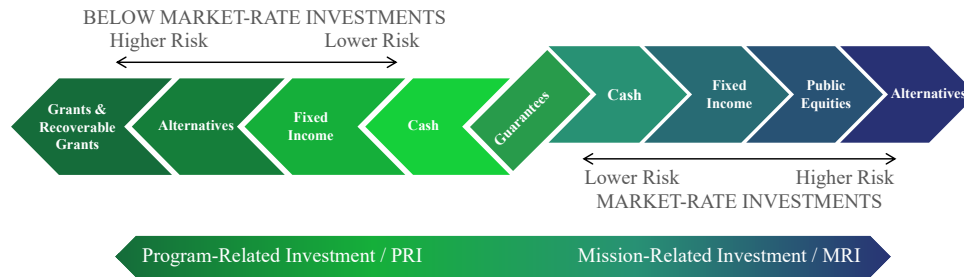 BELOW MARKET-RATE INVESTMENTS
Higher Risk
Lower Risk
Grants &
Recoverable
Grants
Alternatives
Fixed
Income
Cash
Guarantees
Cash
Fixed
Income
Public
Equities
Alternatives
Lower Risk
Higher Risk
MARKET-RATE INVESTMENTS
Program-Related Investment / PRI
Mission-Related Investment / MRI